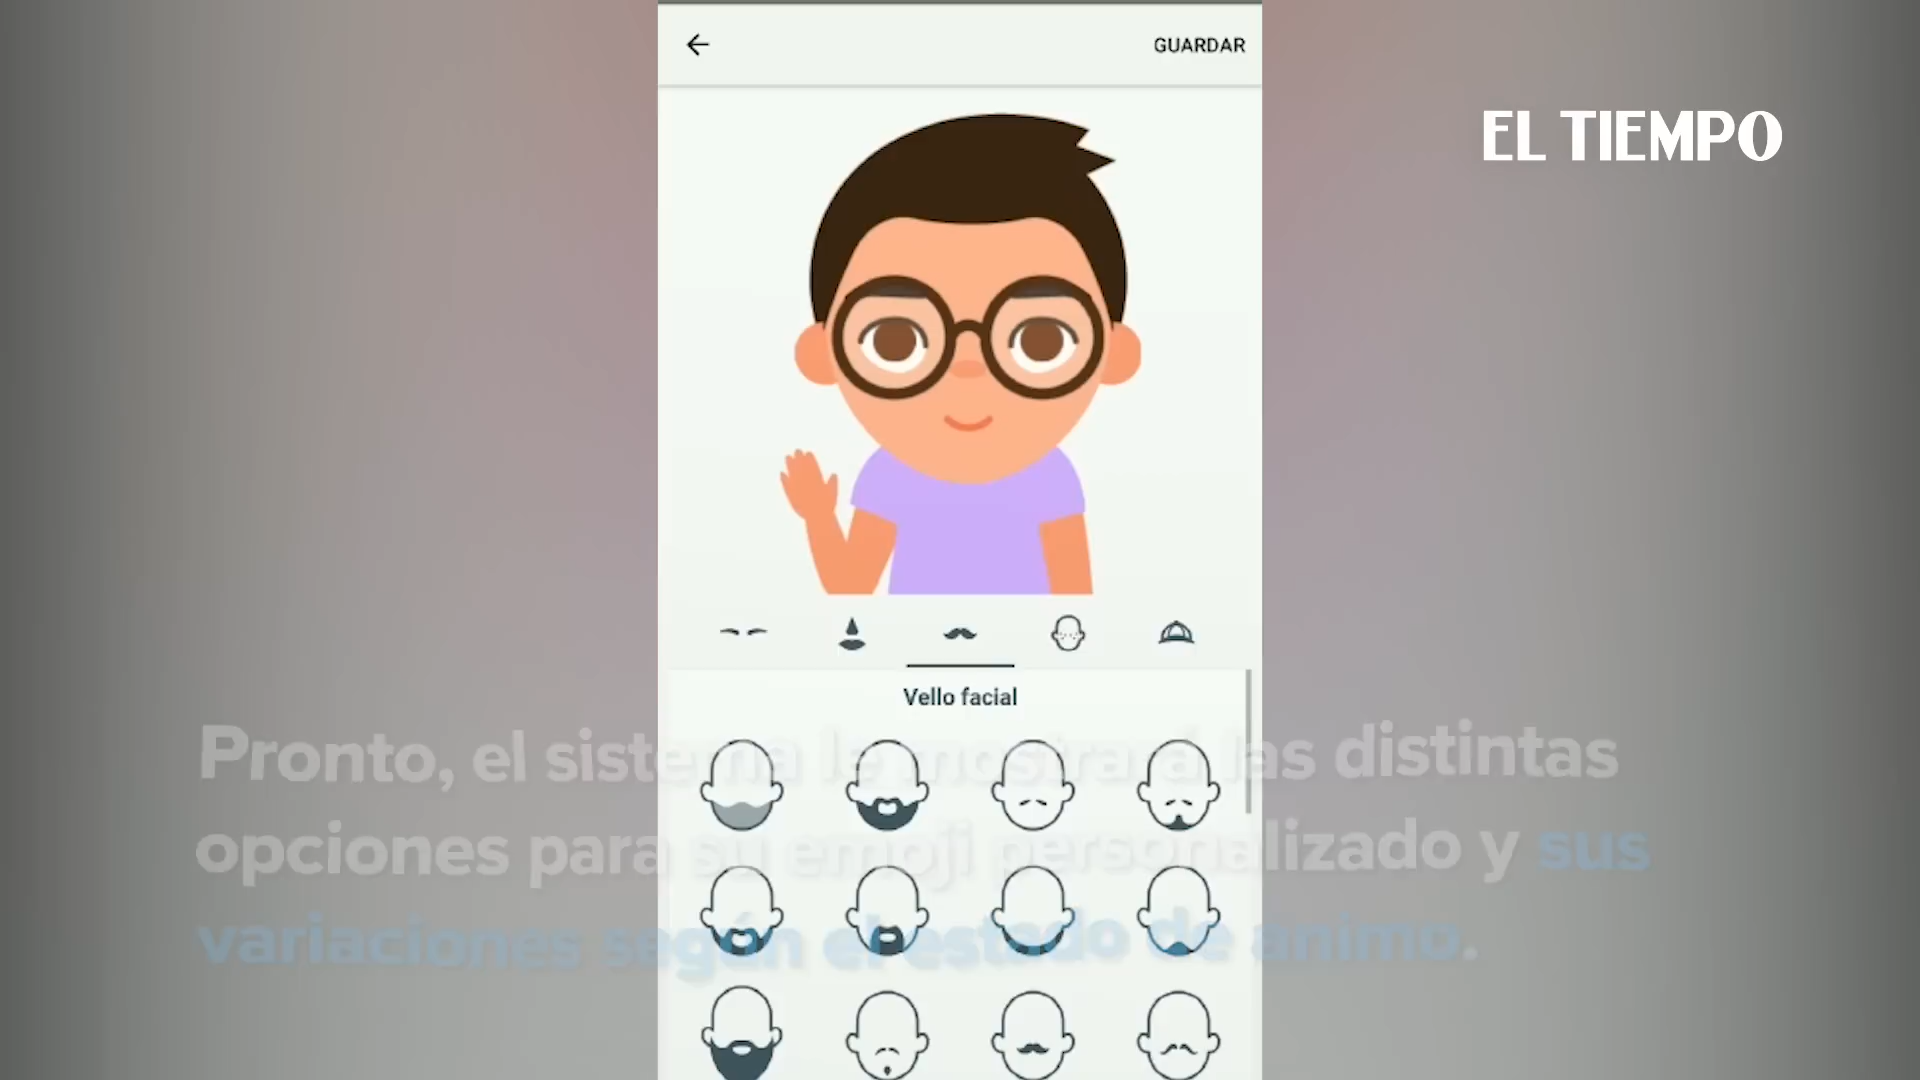 GUARDAR
EL TIEMPO
Vello facial
Pronto, el sistema le mostrará las distintas
opciones para su emoji personalizado y sus
variaciones según el estado de animo.